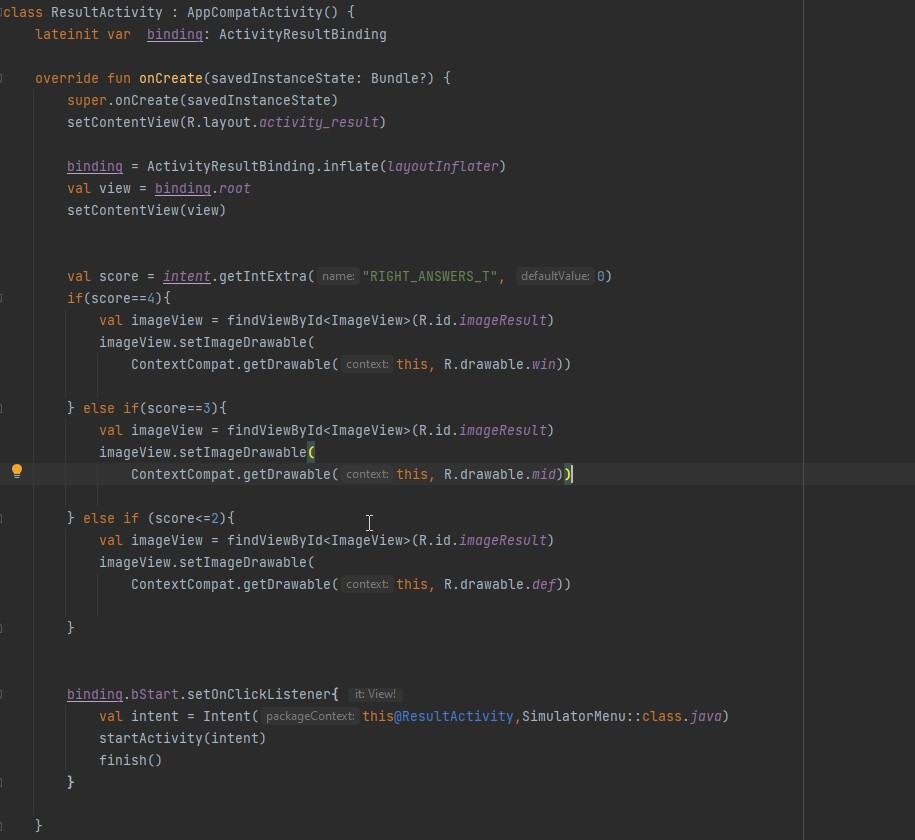 class ResultActivity : AppCompatActivity() {
    lateinit var  binding: ActivityResultBinding

    override fun onCreate(savedInstanceState: Bundle?) {
        super.onCreate(savedInstanceState)
        setContentView(R.layout.activity_result)

        binding = ActivityResultBinding.inflate(layoutInflater)
        val view = binding.root
        setContentView(view)


        val score = intent.getIntExtra( name: "RIGHT_ANSWERS_T", defaultValue: 0)
        if(score==4){
            val imageView = findViewById<ImageView>(R.id.imageResult)
            imageView.setImageDrawable(
                ContextCompat.getDrawable( context: this, R.drawable.win))

        } else if(score==3){
            val imageView = findViewById<ImageView>(R.id.imageResult)
            imageView.setImageDrawable(
                ContextCompat.getDrawable( context: this, R.drawable.mid))

        } else if (score<=2){
            val imageView = findViewById<ImageView>(R.id.imageResult)
            imageView.setImageDrawable(
                ContextCompat.getDrawable( context: this, R.drawable.def))

        }


        binding.bStart.setOnClickListener{ it: View!
            val intent = Intent( packageContext: this@ResultActivity,SimulatorMenu::class.java)
            startActivity(intent)
            finish()
        }

    }